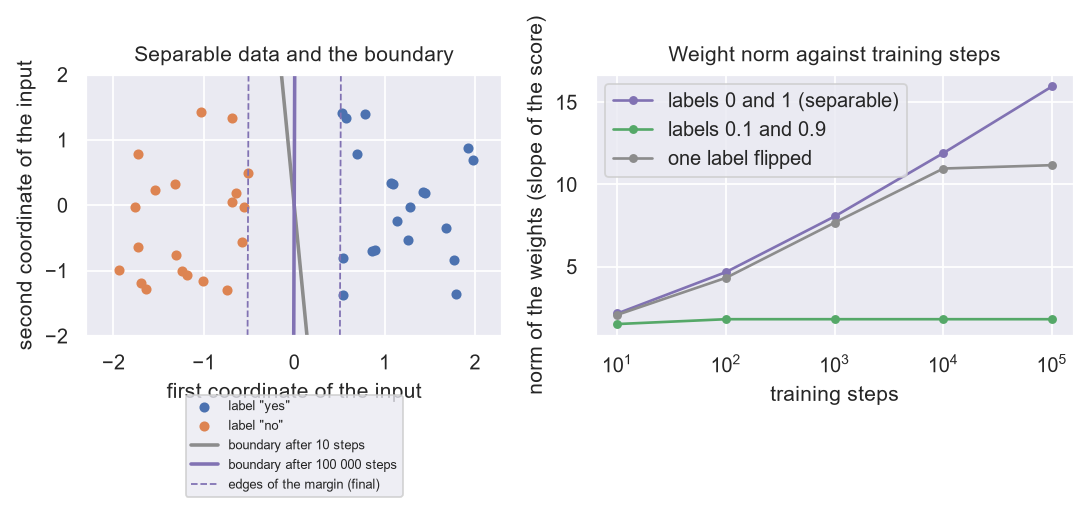 Separable data and the boundary
second coordinate of the input
2
1
0
−1
−2
−2
−1
0
1
2
first coordinate of the input
label "yes"
label "no"
boundary after 10 steps
boundary after 100 000 steps
edges of the margin (final)
Weight norm against training steps
norm of the weights (slope of the score)
15
10
5
labels 0 and 1 (separable)
labels 0.1 and 0.9
one label flipped
10¹
10²
10³
10⁴
10⁵
training steps